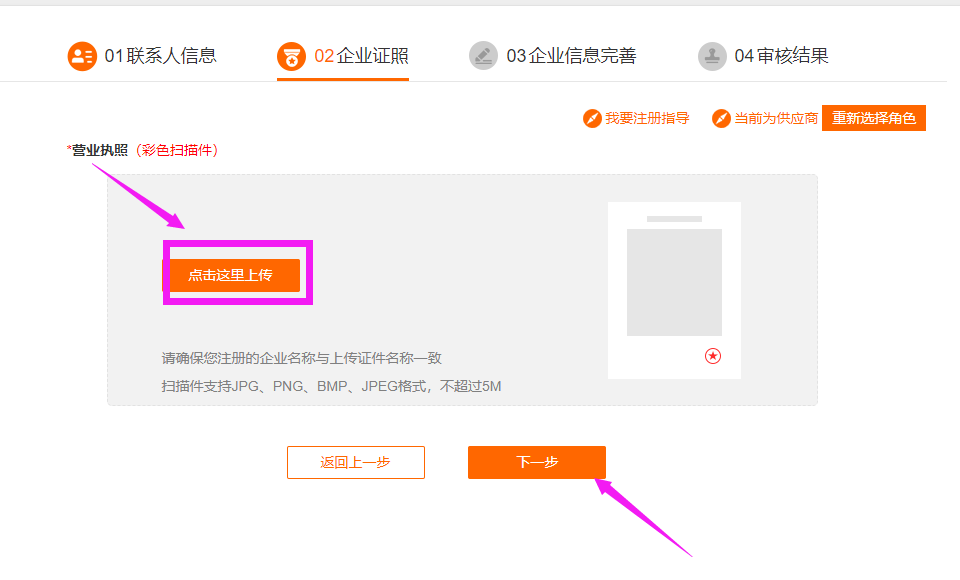 01联系人信息 02企业证照 03企业信息完善 04审核结果
我要注册指导 当前为供应商 重新选择角色
*营业执照（彩色扫描件）
点击这里上传
请确保您注册的企业名称与上传证件名称一致
扫描件支持JPG、PNG、BMP、JPEG格式，不超过5M
返回上一步 下一步